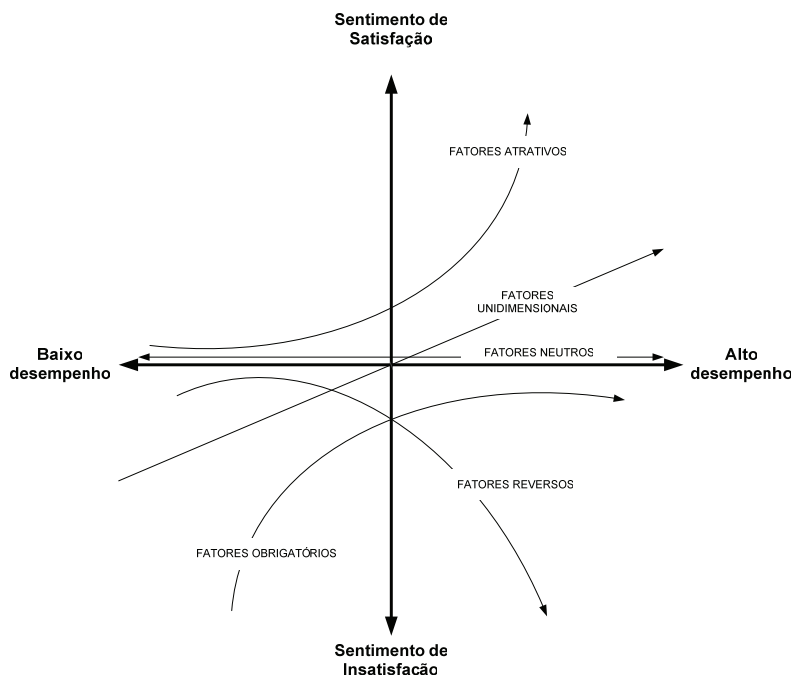 Sentimento de
Satisfação
FATORES ATRATIVOS
FATORES
UNIDIMENSIONAIS
Baixo
desempenho
FATORES NEUTROS
Alto
desempenho
FATORES REVERSOS
FATORES OBRIGATÓRIOS
Sentimento de
Insatisfação